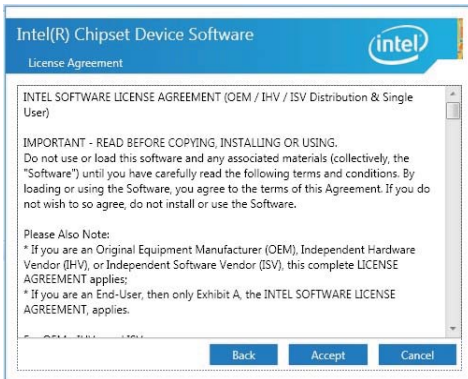 Intel(R) Chipset Device Software
License Agreement
(intel)
INTEL SOFTWARE LICENSE AGREEMENT (OEM / IHV / ISV Distribution & Single
User)
IMPORTANT - READ BEFORE COPYING, INSTALLING OR USING.
Do not use or load this software and any associated materials (collectively, the
"Software") until you have carefully read the following terms and conditions. By
loading or using the Software, you agree to the terms of this Agreement. If you do
not wish to so agree, do not install or use the Software.
Please Also Note:
* If you are an Original Equipment Manufacturer (OEM), Independent Hardware
Vendor (IHV), or Independent Software Vendor (ISV), this complete LICENSE
AGREEMENT applies;
* If you are an End-User, then only Exhibit A, the INTEL SOFTWARE LICENSE
AGREEMENT, applies.
Back Accept Cancel